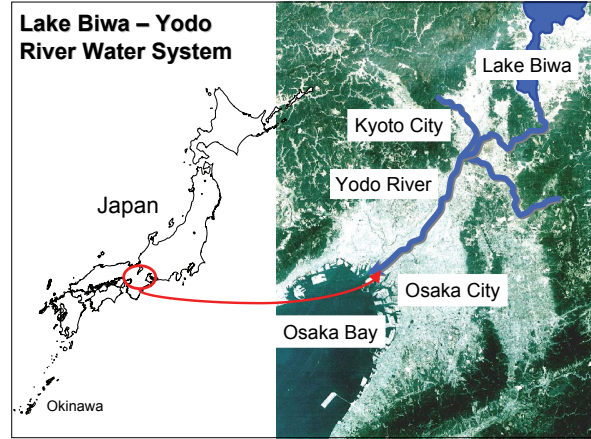 Lake Biwa – Yodo
River Water System
Lake Biwa
Kyoto City
Yodo River
Japan
Osaka City
Osaka Bay
Okinawa